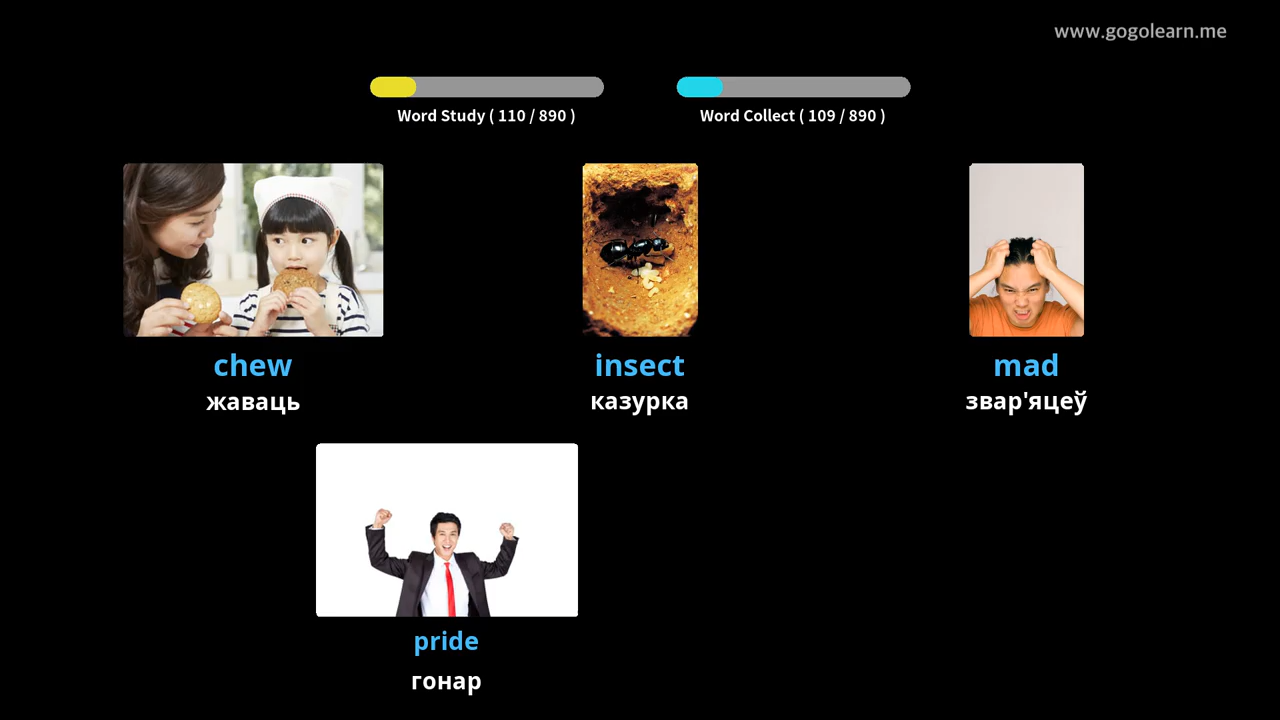 www.gogolearn.me
Word Study ( 110 / 890 )
Word Collect ( 109 / 890 )
chew
жаваць
insect
казурка
mad
звар'яцеў
pride
гонар